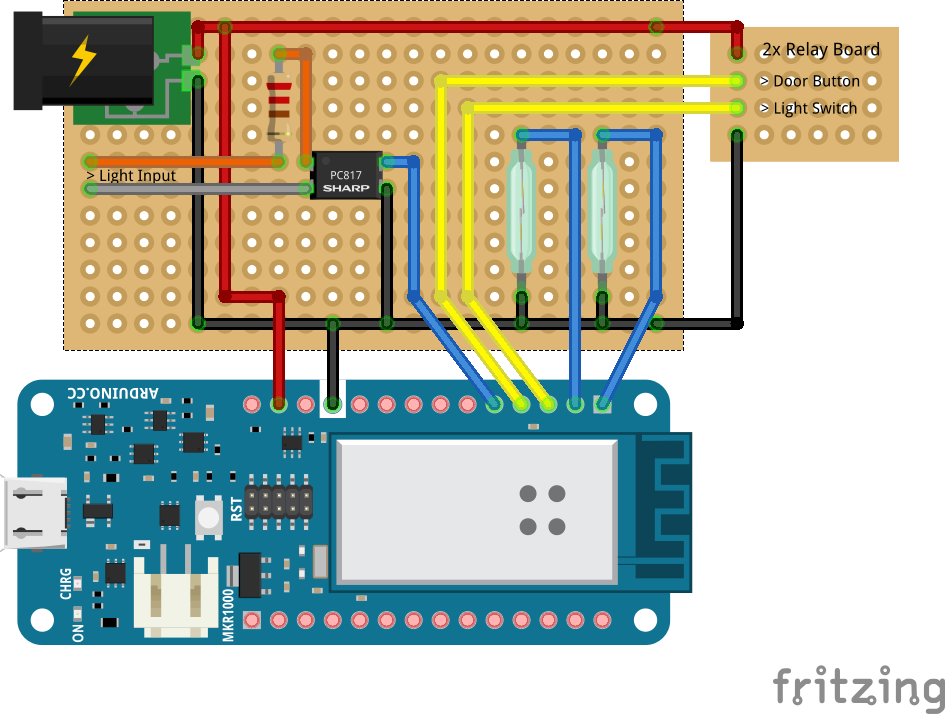 2x Relay Board
> Door Button
> Light Switch
> Light Input
PC817
SHARP
ARDUINO.CC
RST
CHRG
ON
MKR1000
fritzing